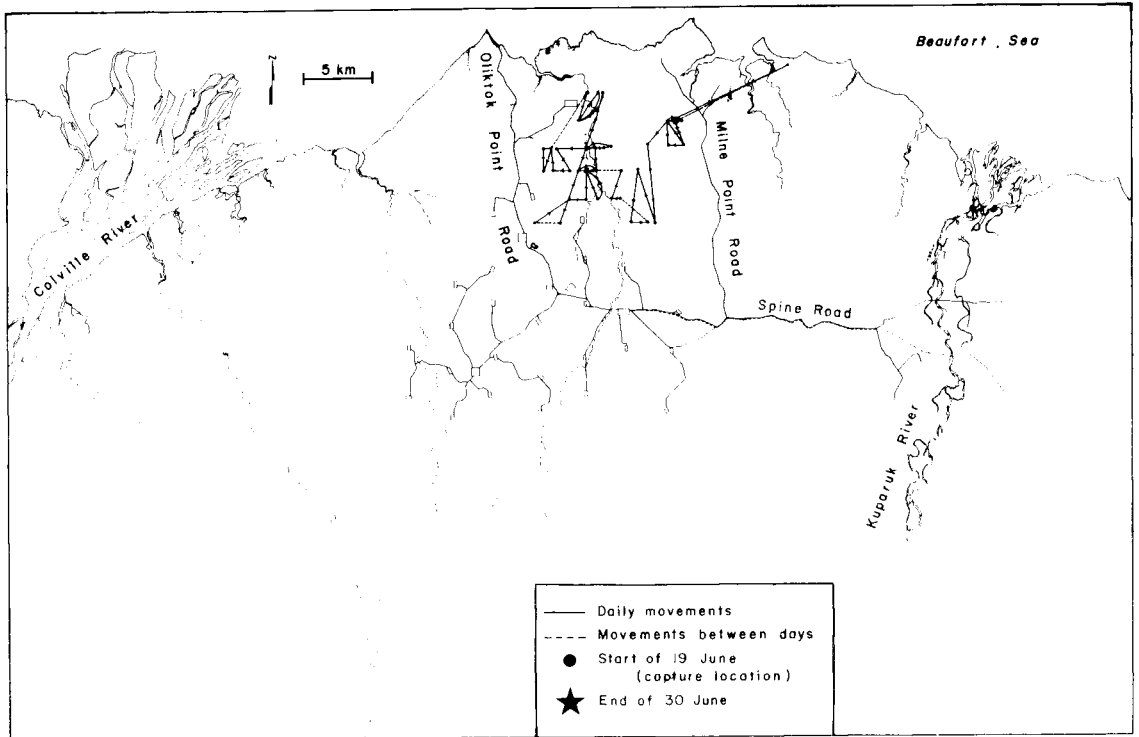 Beaufort Sea
N
5 km
Oliktok Point Road
Milne Point Road
Colville River
Spine Road
Kuparuk River
Daily movements
Movements between days
Start of 19 June
(capture location)
End of 30 June